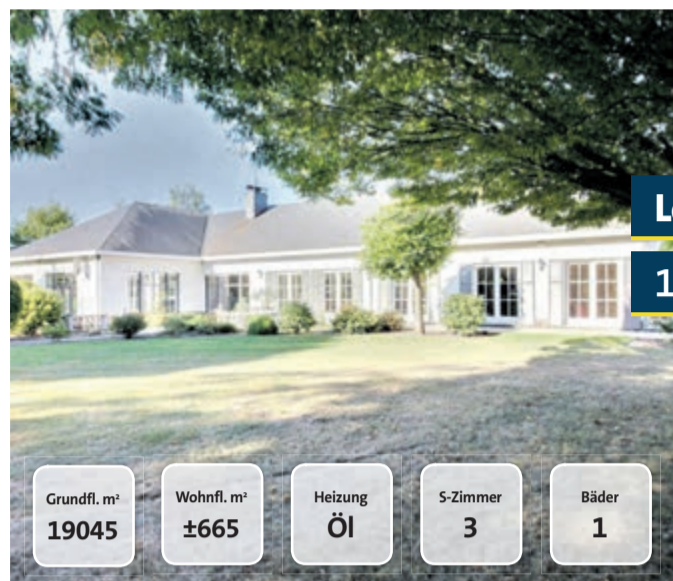 Grundfl. m²
19045
Wohnfl. m²
±665
Heizung
Öl
S-Zimmer
3
Bäder
1